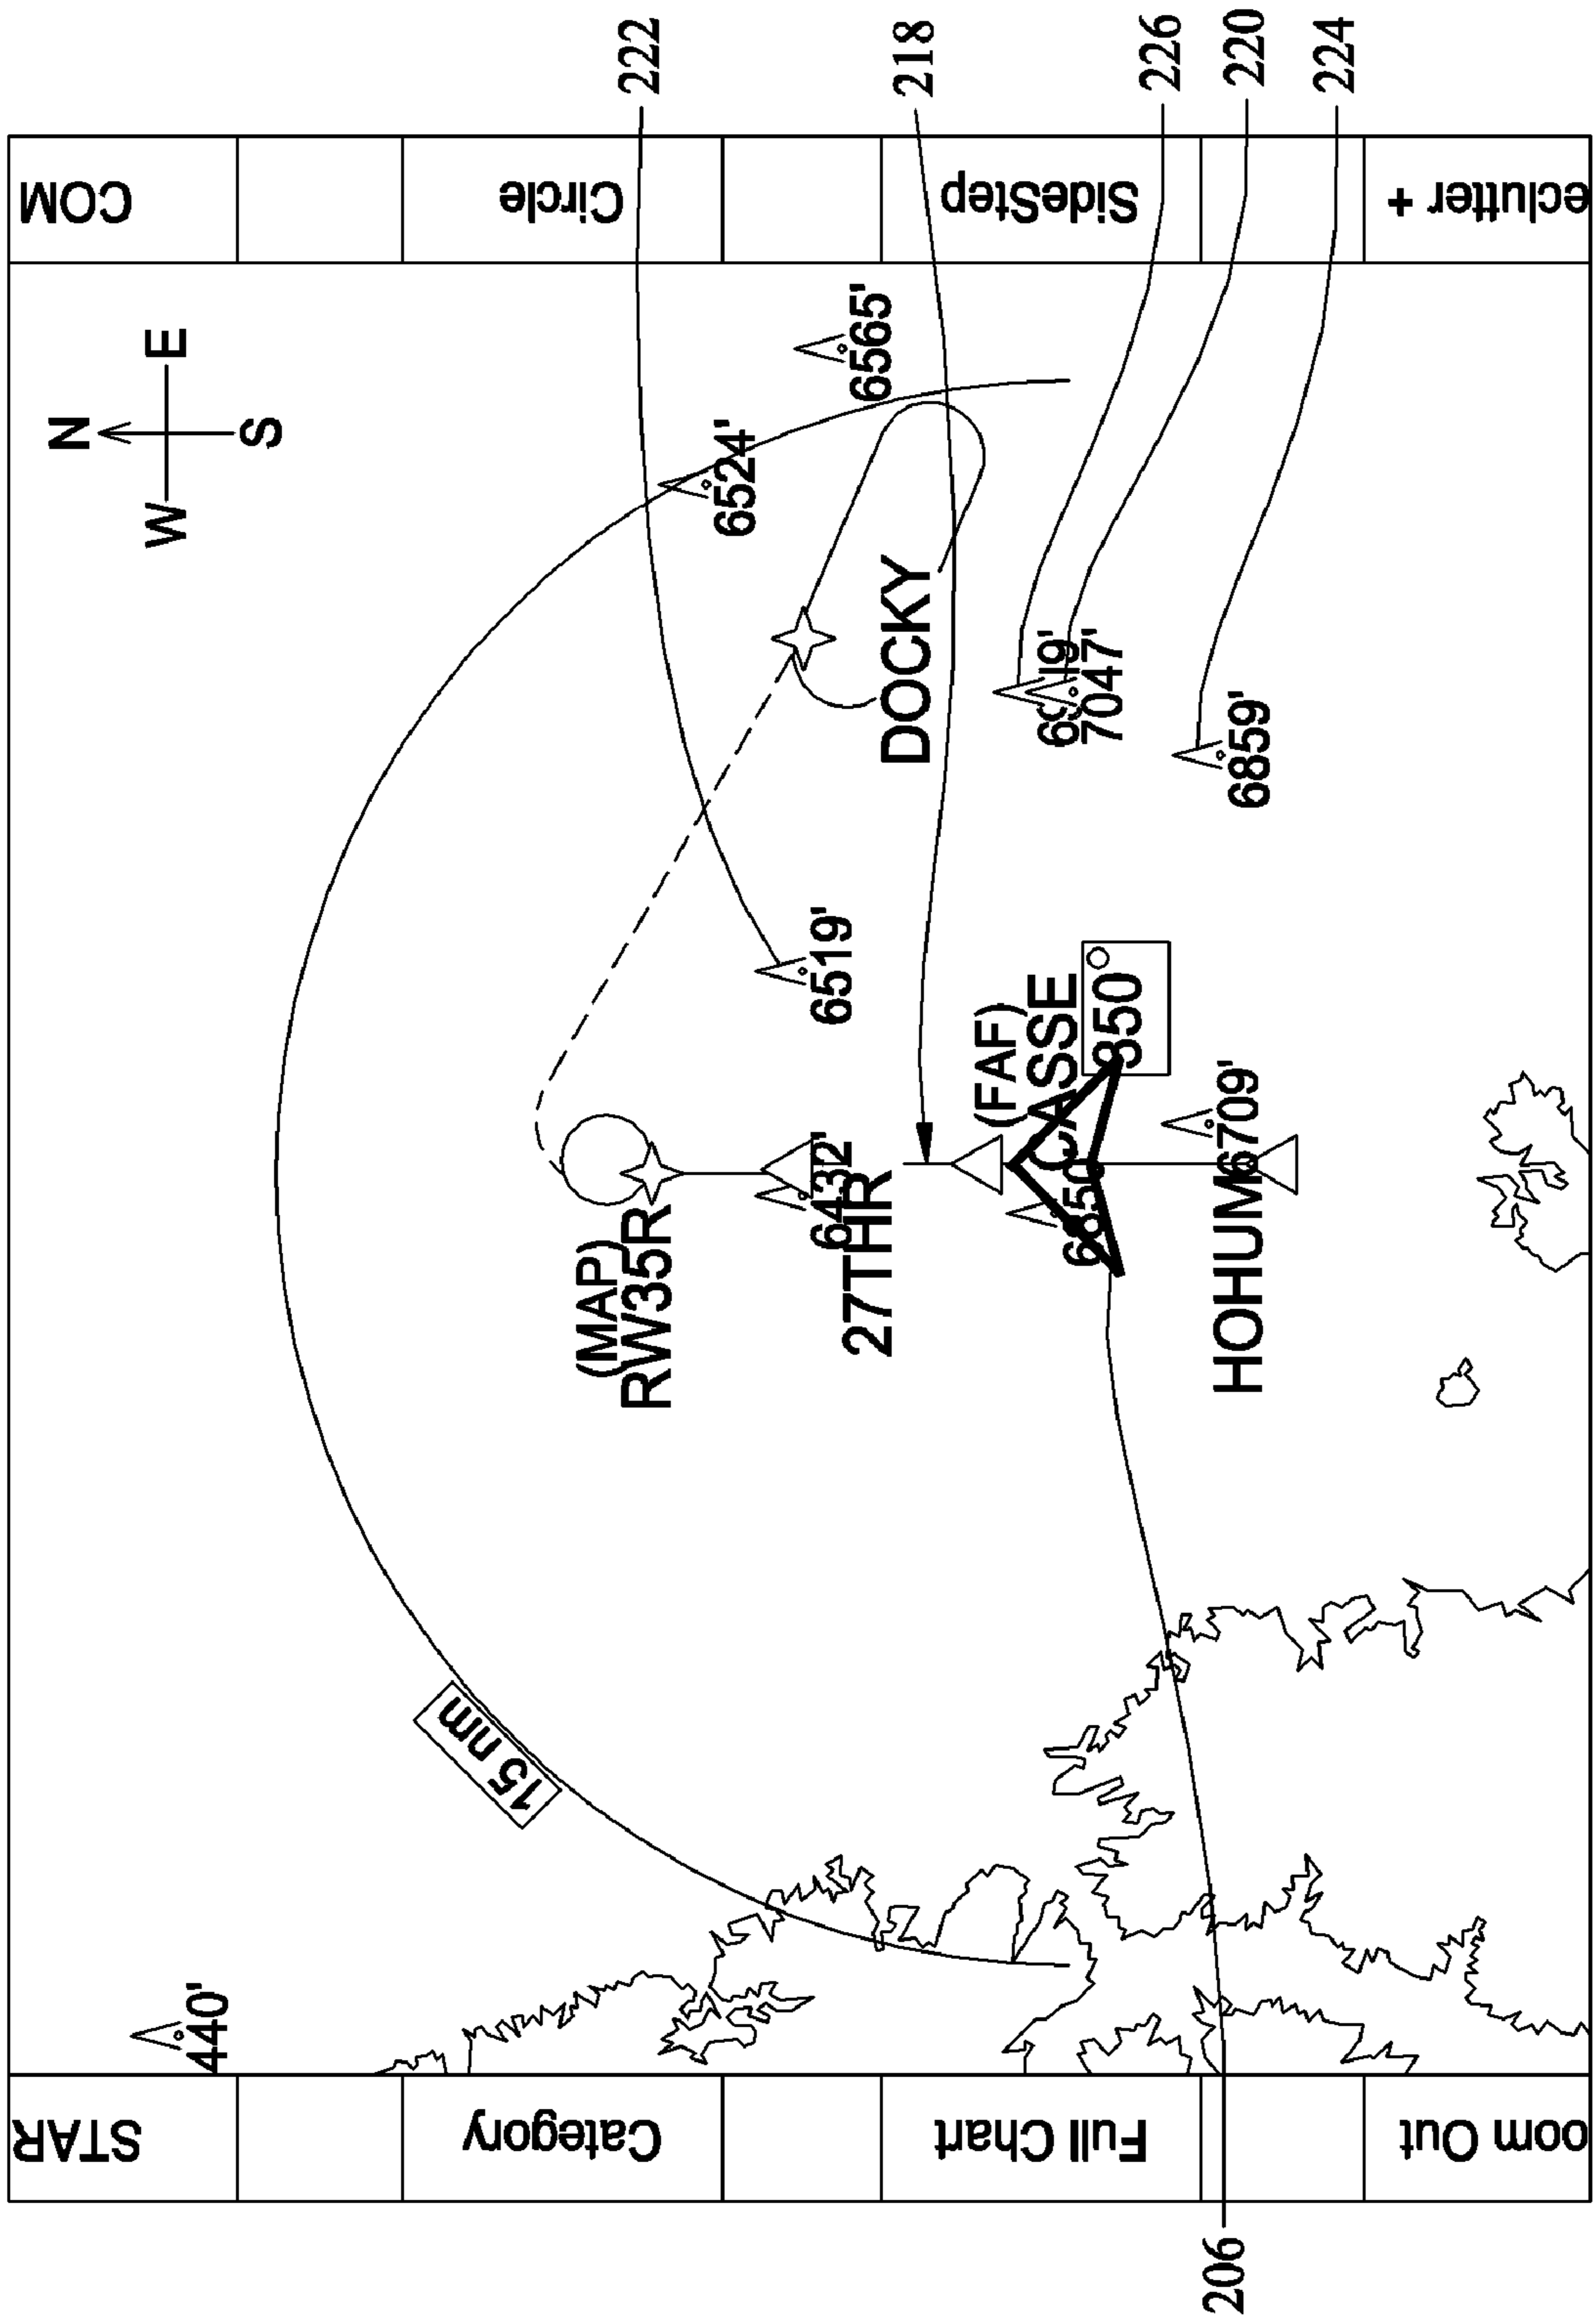 222
218
226
220
224
COM
Circle
SideStep
eclutter +
N
W E
S
6565'
6524'
DOCKY
7047'
6859'
6519'
(FAF)
CASSE
350
6432'
27THR
6850
6709'
HOHUM
(MAP)
RW35R
15 nm
440'
STAR
Category
Full Chart
oom Out
206